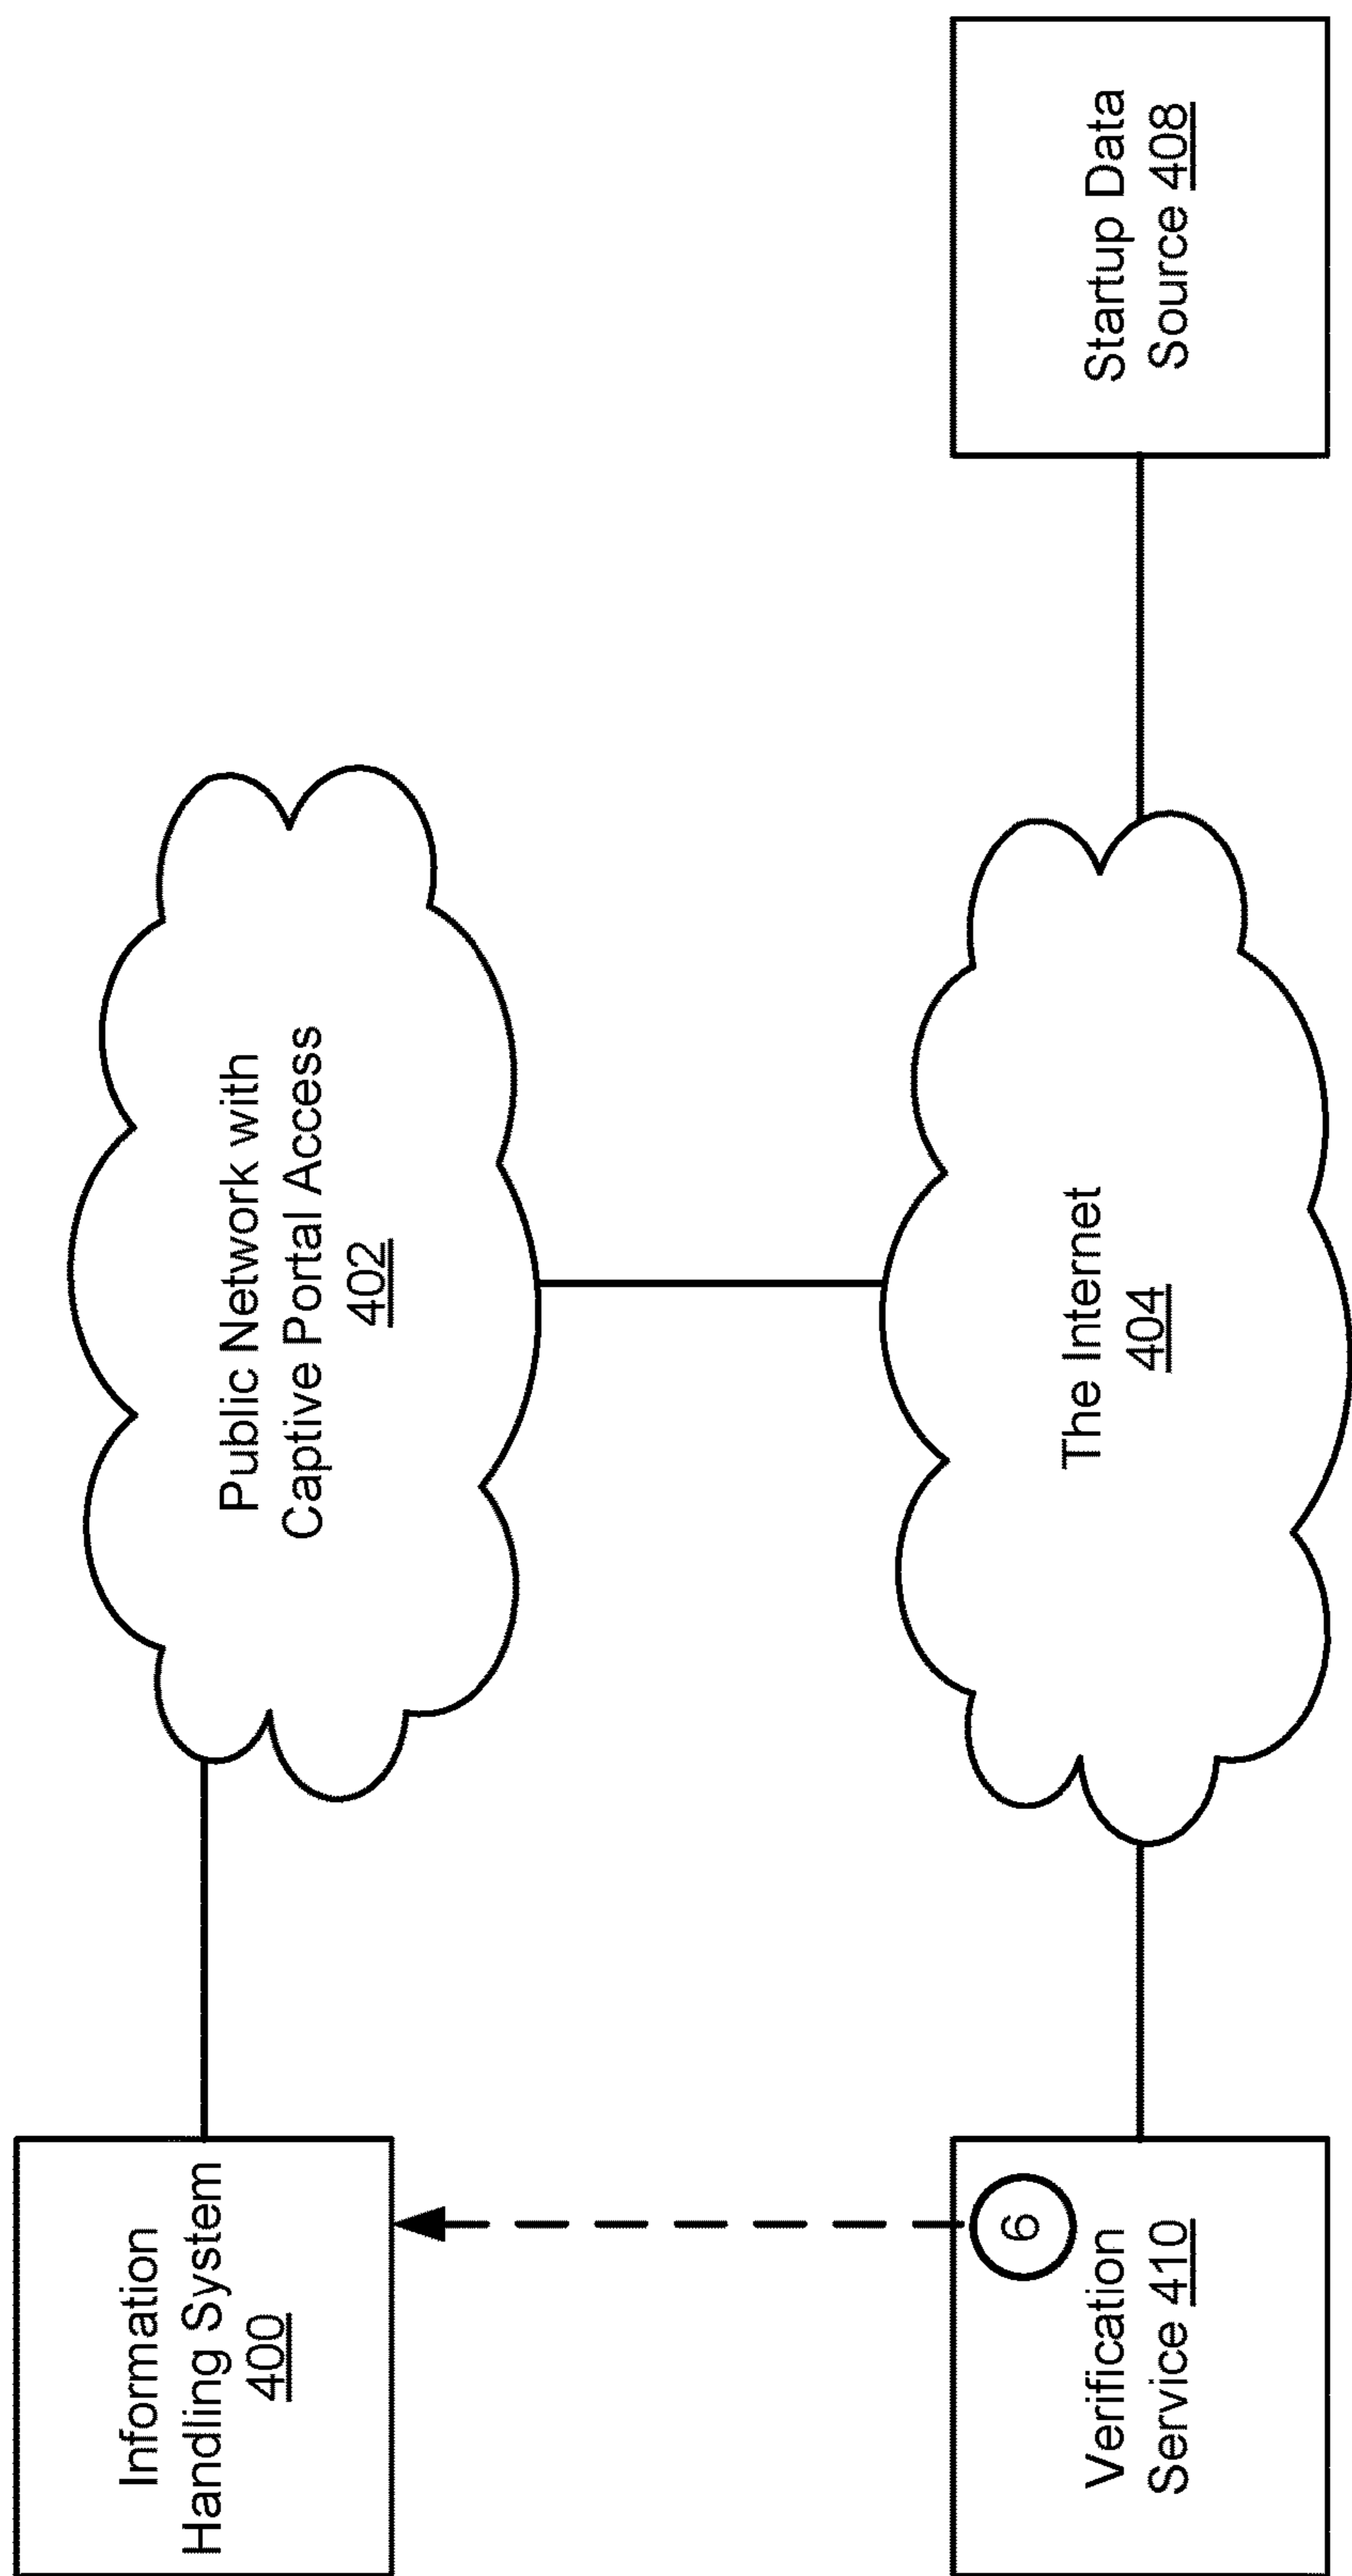 Information
Handling System
400
Public Network with
Captive Portal Access
402
6
Verification
Service 410
The Internet
404
Startup Data
Source 408